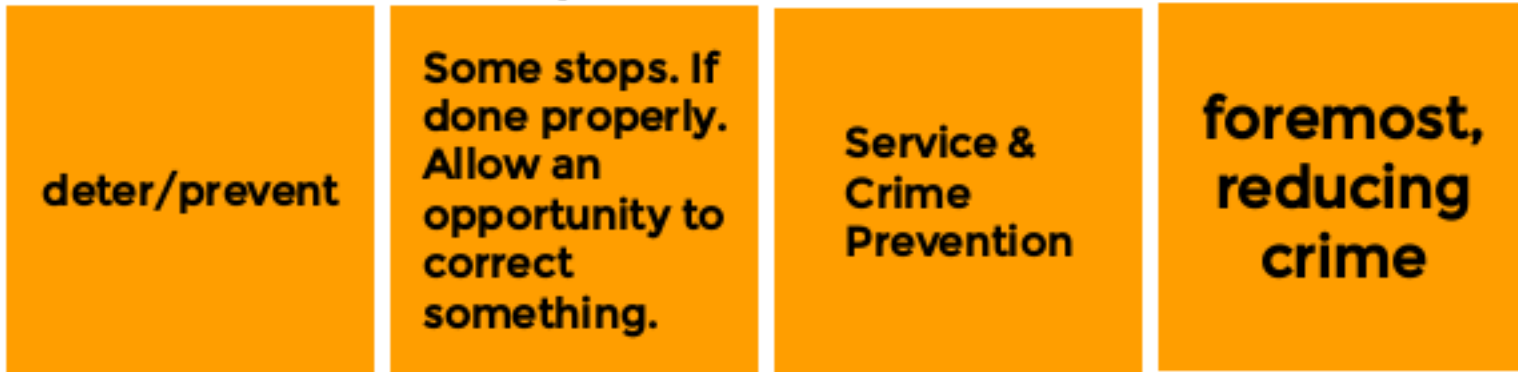 deter/prevent
Some stops. If
done properly.
Allow an
opportunity to
correct
something.
Service &
Crime
Prevention
foremost,
reducing
crime